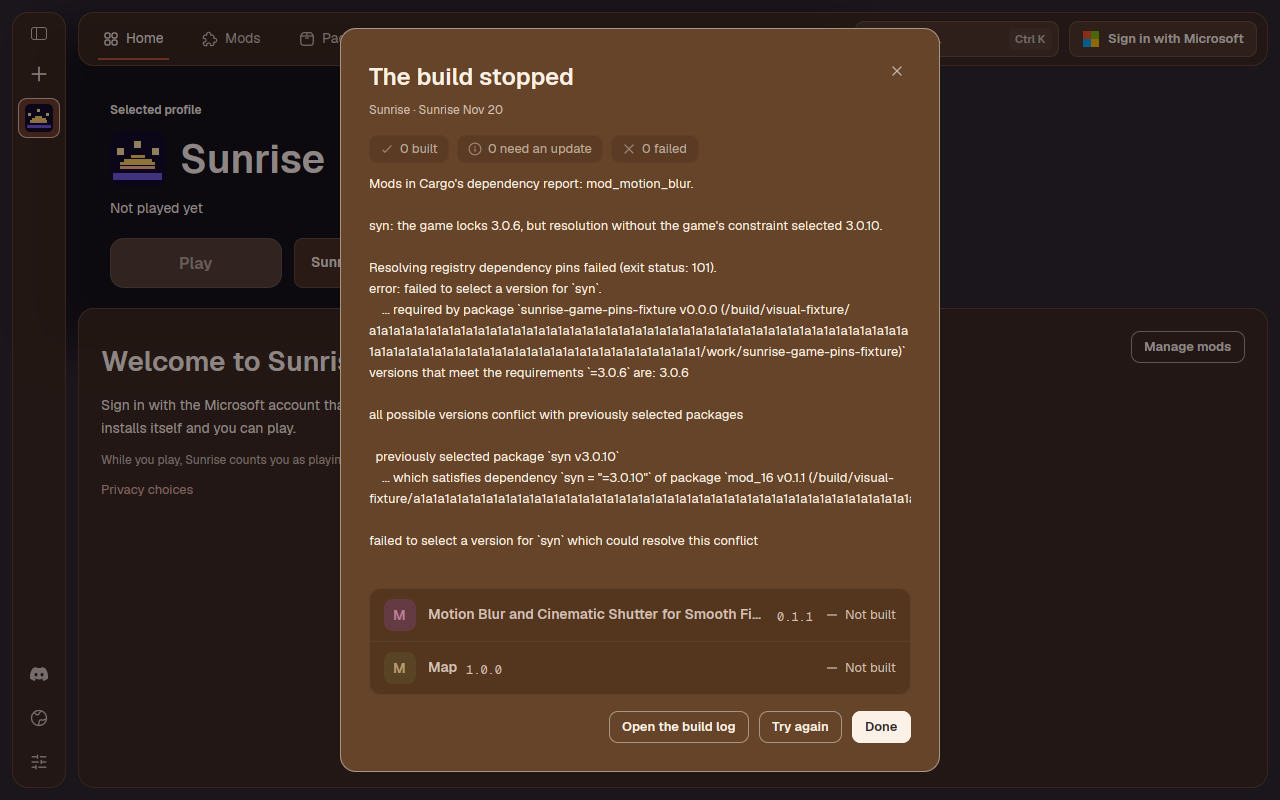 Home
Mods
Ctrl K
Sign in with Microsoft
Selected profile
Sunrise
Not played yet
Play
The build stopped
Sunrise · Sunrise Nov 20
0 built
0 need an update
0 failed
Mods in Cargo's dependency report: mod_motion_blur.
syn: the game locks 3.0.6, but resolution without the game's constraint selected 3.0.10.
Resolving registry dependency pins failed (exit status: 101).
error: failed to select a version for `syn`.
... required by package `sunrise-game-pins-fixture v0.0.0 (/build/visual-fixture/
/work/sunrise-game-pins-fixture)`
versions that meet the requirements `=3.0.6` are: 3.0.6
all possible versions conflict with previously selected packages
previously selected package `syn v3.0.10`
... which satisfies dependency `syn = "=3.0.10"` of package `mod_16 v0.1.1 (/build/visual-
fixture/
failed to select a version for `syn` which could resolve this conflict
M
Motion Blur and Cinematic Shutter for Smooth Fi...
0.1.1
Not built
M
Map
1.0.0
Not built
Open the build log
Try again
Done
Welcome to
Manage mods
Sign in with the Microsoft account
installs itself and you can play.
While you play, Sunrise counts you as
Privacy choices